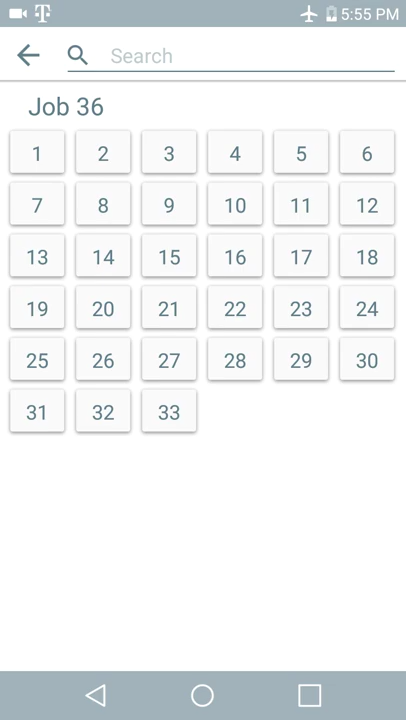 T 5:55 PM
Search
Job 36
1 2 3 4 5 6
7 8 9 10 11 12
13 14 15 16 17 18
19 20 21 22 23 24
25 26 27 28 29 30
31 32 33